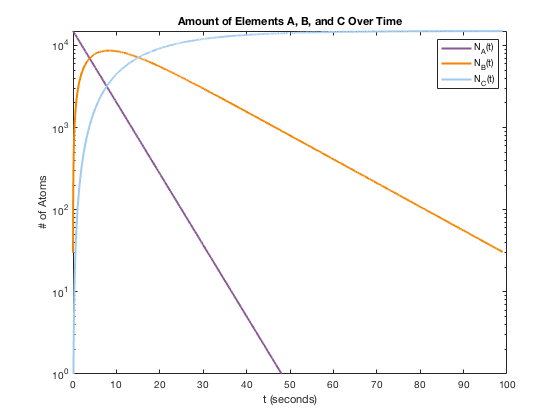 Amount of Elements A, B, and C Over Time
10^4
10^3
10^2
10^1
10^0
# of Atoms
N_A(t)
N_B(t)
N_C(t)
0 10 20 30 40 50 60 70 80 90 100
t (seconds)